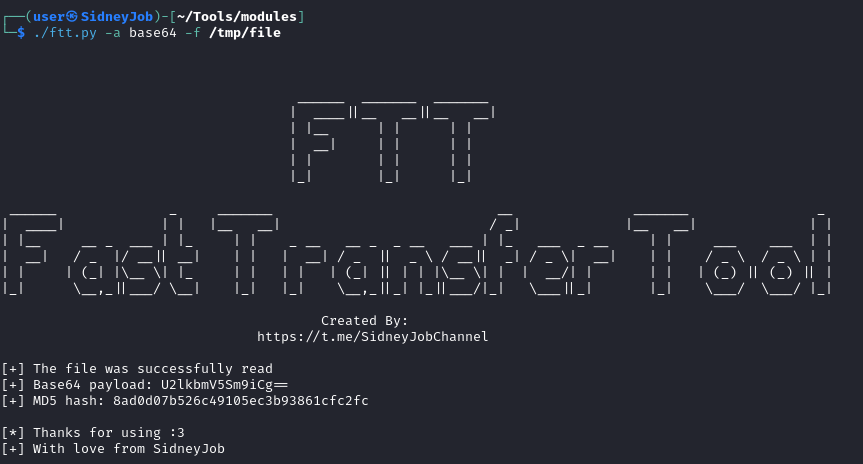 ┌──(user㉿SidneyJob)-[~/Tools/modules]
└─$ ./ftt.py -a base64 -f /tmp/file
FTT
Fast Transfer Tool
Created By:
https://t.me/SidneyJobChannel
[+] The file was successfully read
[+] Base64 payload: U2lkbmV5Sm9iCg==
[+] MD5 hash: 8ad0d07b526c49105ec3b93861cfc2fc
[*] Thanks for using :3
[+] With love from SidneyJob